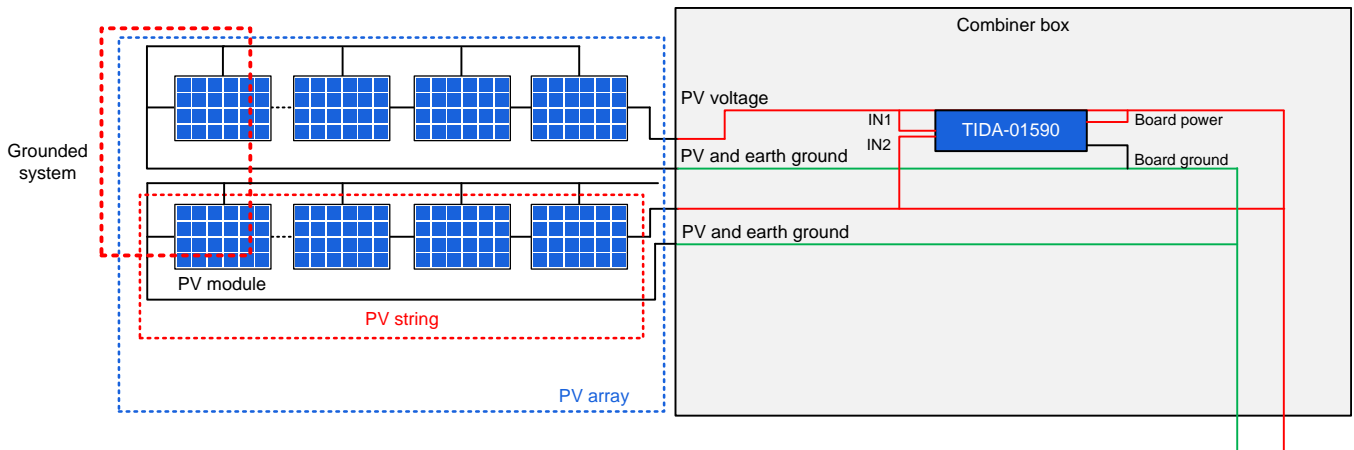 Combiner box
PV voltage
IN1
TIDA-01590
Board power
IN2
Grounded
system
PV and earth ground
Board ground
PV and earth ground
PV module
PV string
PV array